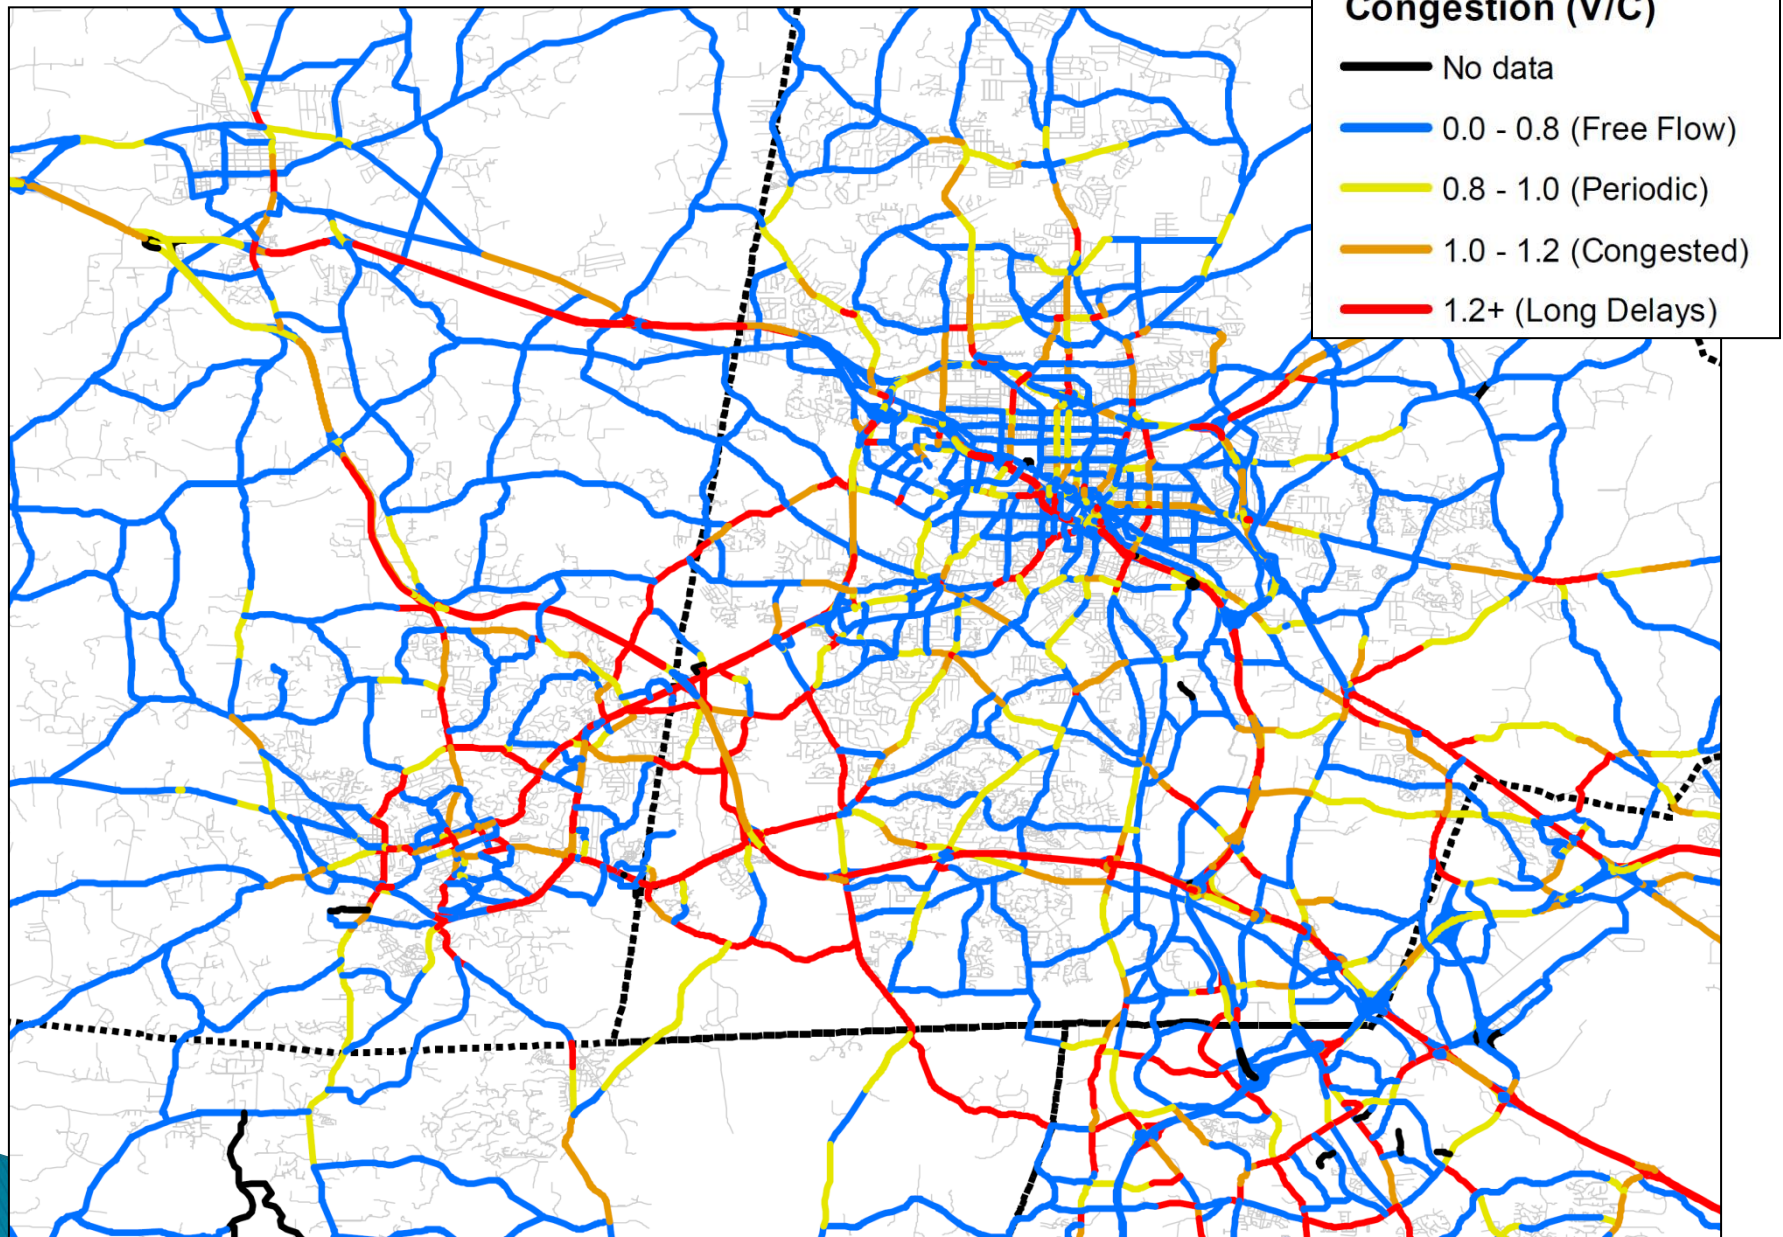 Congestion (V/C)
No data
0.0 - 0.8 (Free Flow)
0.8 - 1.0 (Periodic)
1.0 - 1.2 (Congested)
1.2+ (Long Delays)